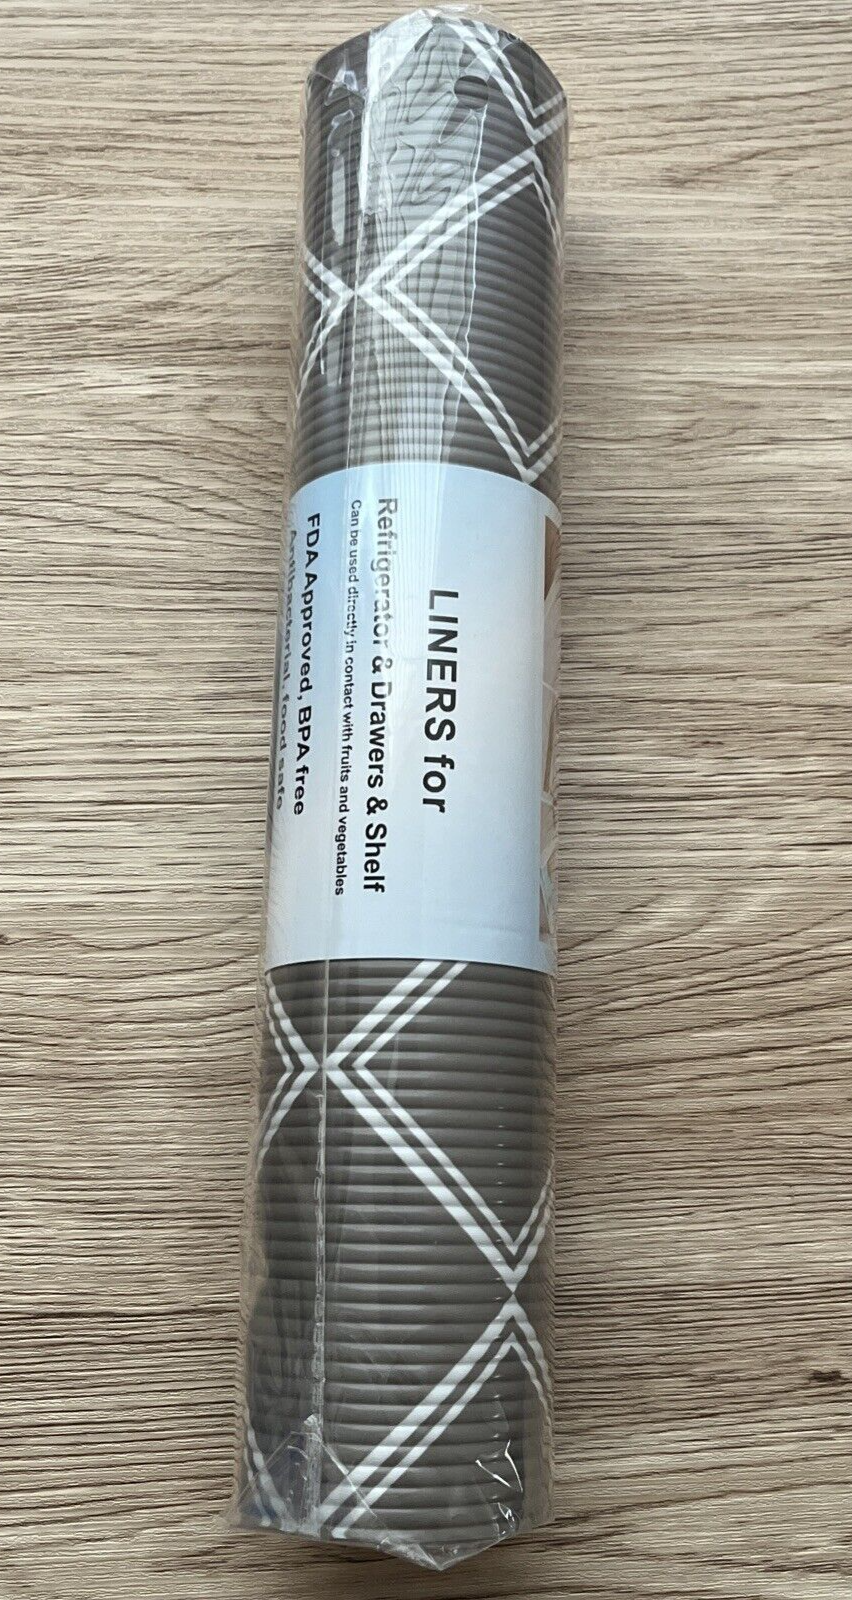 LINERS for
Refrigerator & Drawers & Shelf
Can be used directly in contact with fruits and vegetables
FDA Approved, BPA free
Antibacterial, food safe